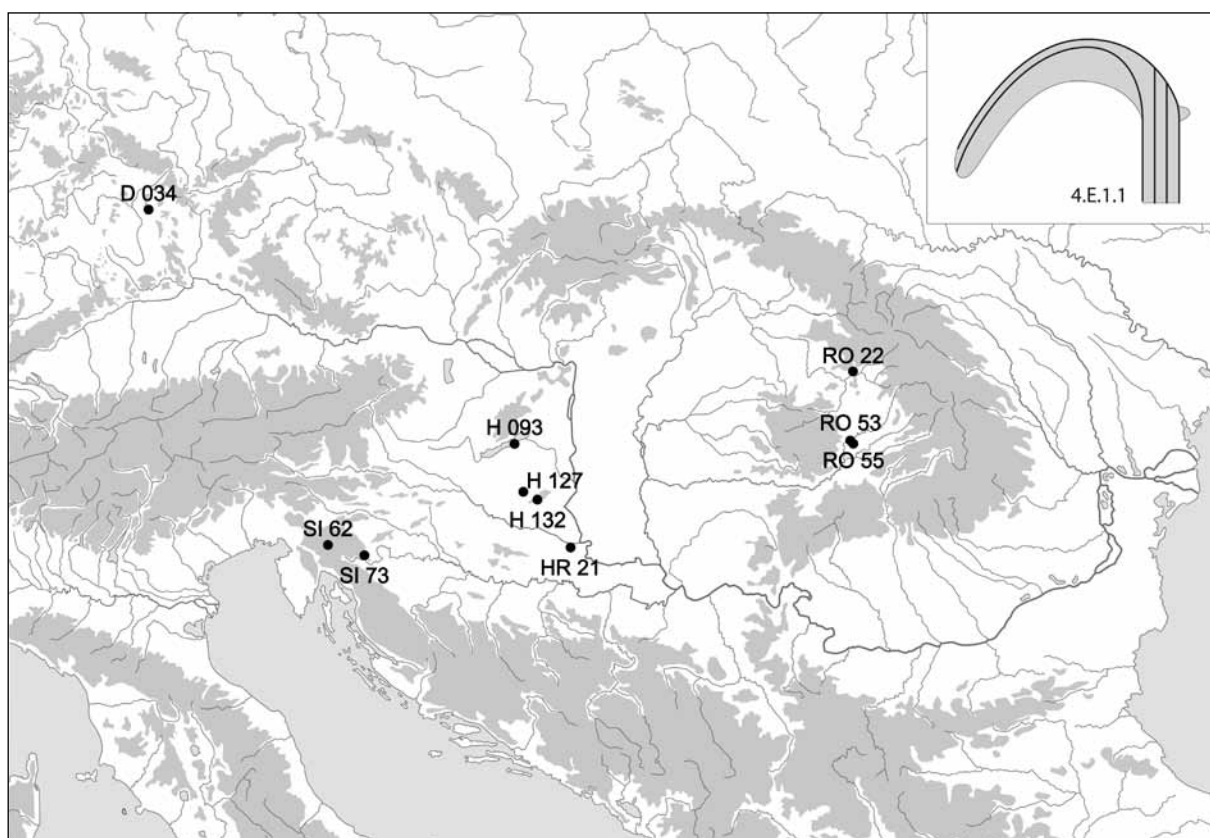 4.E.1.1
D 034
RO 22
H 093
RO 53
RO 55
H 127
H 132
SI 62
SI 73
HR 21